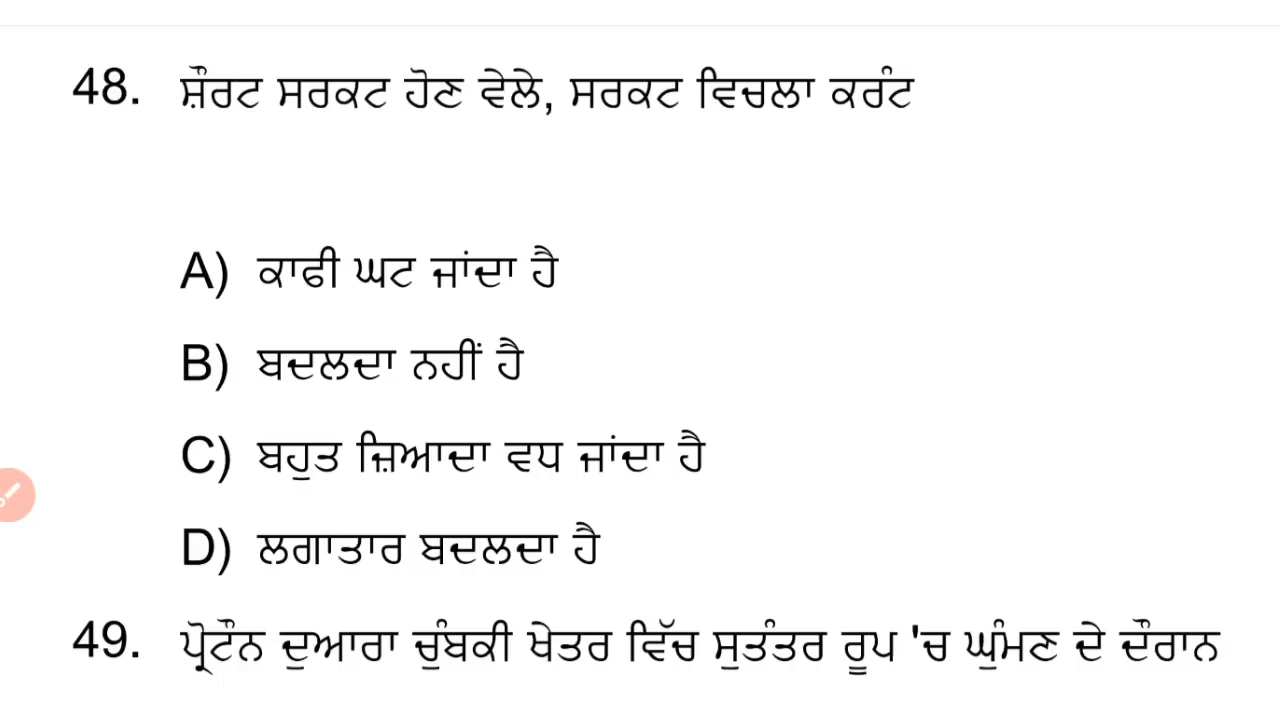 48. ਸ਼ੌਰਟ ਸਰਕਟ ਹੋਣ ਵੇਲੇ, ਸਰਕਟ ਵਿਚਲਾ ਕਰੰਟ
A) ਕਾਫੀ ਘਟ ਜਾਂਦਾ ਹੈ
B) ਬਦਲਦਾ ਨਹੀਂ ਹੈ
C) ਬਹੁਤ ਜ਼ਿਆਦਾ ਵਧ ਜਾਂਦਾ ਹੈ
D) ਲਗਾਤਾਰ ਬਦਲਦਾ ਹੈ
49. ਪ੍ਰੋਟੌਨ ਦੁਆਰਾ ਚੁੰਬਕੀ ਖੇਤਰ ਵਿੱਚ ਸੁਤੰਤਰ ਰੂਪ 'ਚ ਘੁੰਮਣ ਦੇ ਦੌਰਾਨ